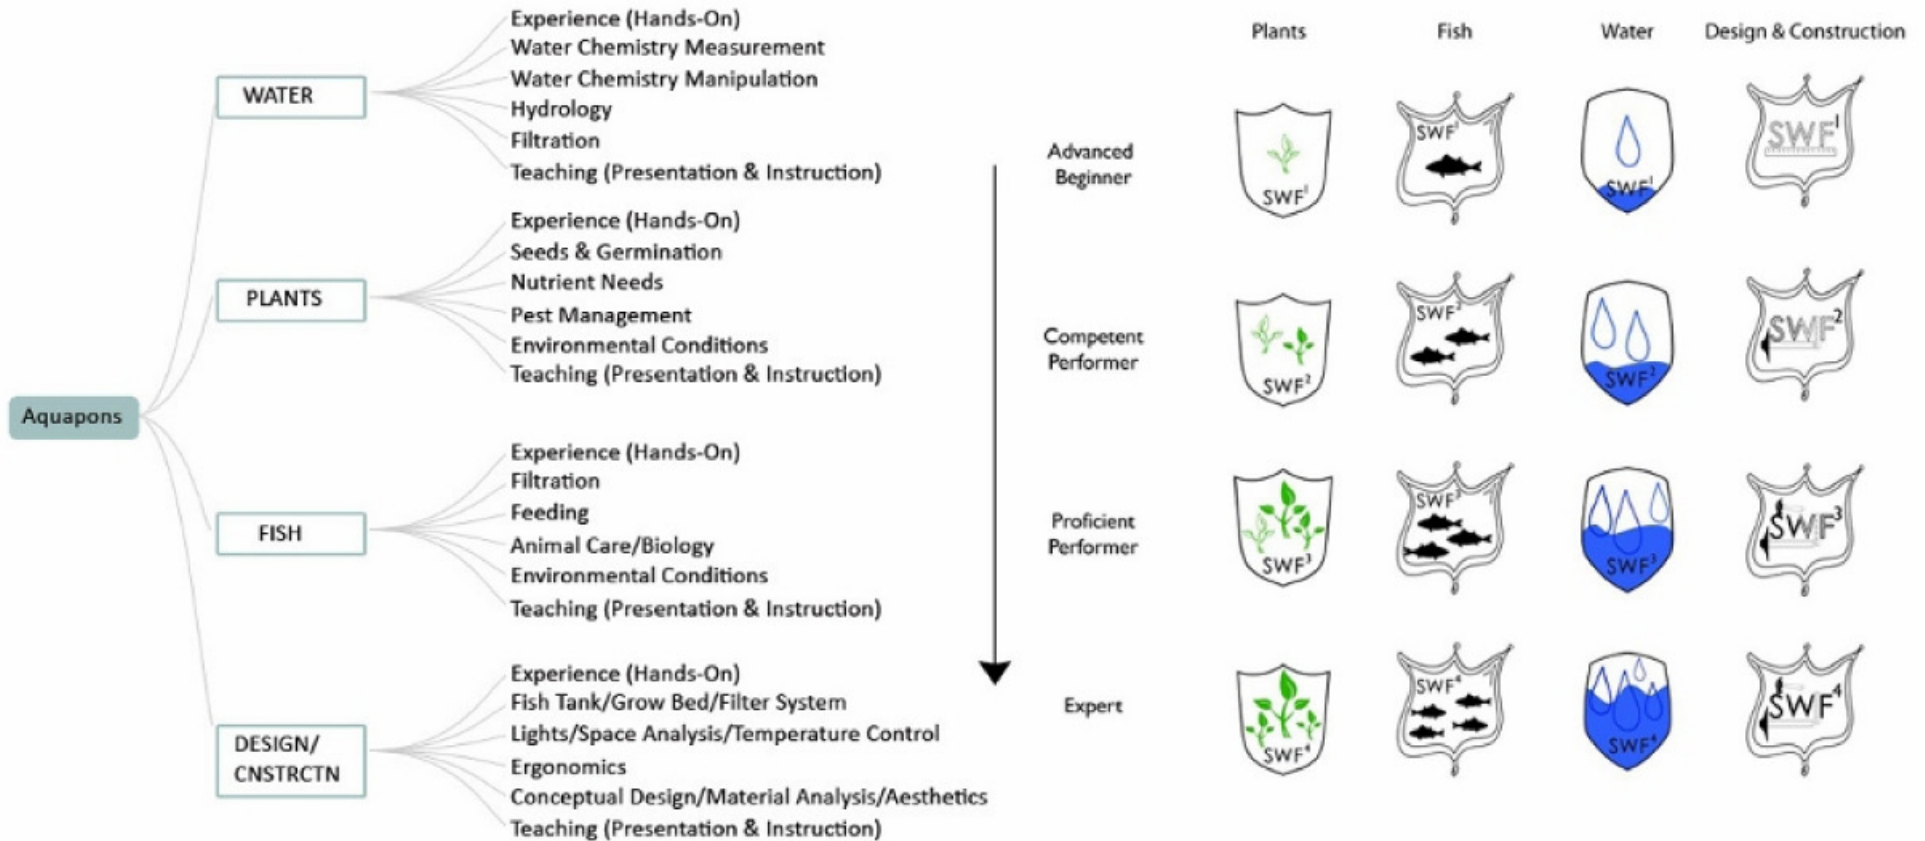 Aquapons
WATER
Experience (Hands-On)
Water Chemistry Measurement
Water Chemistry Manipulation
Hydrology
Filtration
Teaching (Presentation & Instruction)
PLANTS
Experience (Hands-On)
Seeds & Germination
Nutrient Needs
Pest Management
Environmental Conditions
Teaching (Presentation & Instruction)
FISH
Experience (Hands-On)
Filtration
Feeding
Animal Care/Biology
Environmental Conditions
Teaching (Presentation & Instruction)
DESIGN/
CNSTRCTN
Experience (Hands-On)
Fish Tank/Grow Bed/Filter System
Lights/Space Analysis/Temperature Control
Ergonomics
Conceptual Design/Material Analysis/Aesthetics
Teaching (Presentation & Instruction)
Plants
Fish
Water
Design & Construction
Advanced
Beginner
SWF¹
SWF¹
SWF¹
SWF¹
Competent
Performer
SWF²
SWF²
SWF²
SWF²
Proficient
Performer
SWF³
SWF³
SWF³
SWF³
Expert
SWF⁴
SWF⁴
SWF⁴
SWF⁴